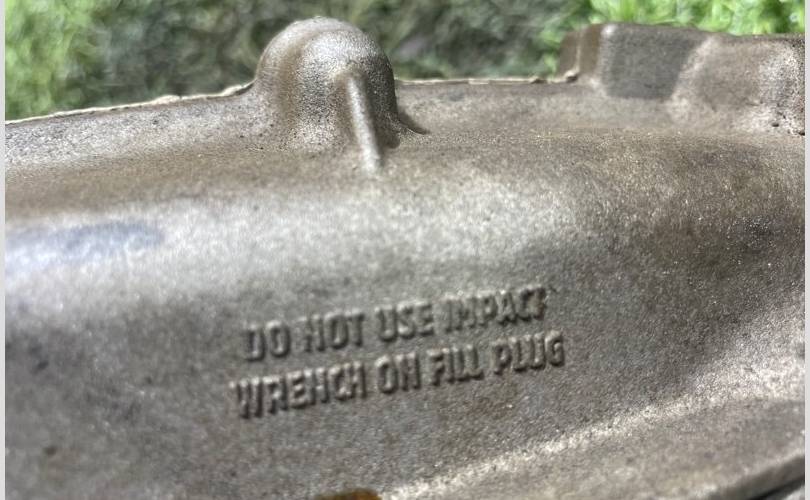 DO NOT USE IMPACT
WRENCH ON FILL PLUG